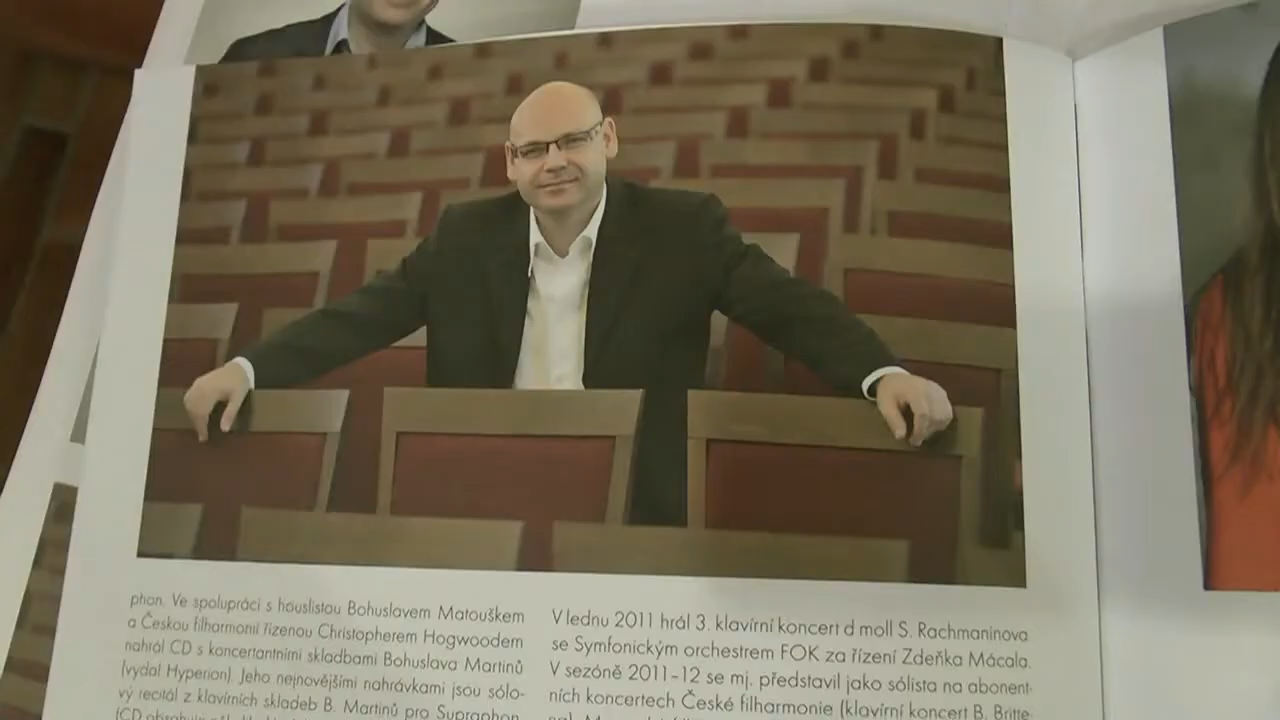 phon. Ve spolupráci s houslistou Bohuslavem Matouškem
a Českou filharmonií řízenou Christopherem Hogwoodem
nahrál CD s koncertantními skladbami Bohuslava Martinů
(vydal Hyperion). Jeho nejnovějšími nahrávkami jsou sólo-
vý recitál z klavírních skladeb B. Martinů pro Supraphon
(CD obsahuje
V lednu 2011 hrál 3. klavírní koncert d moll S. Rachmaninova
se Symfonickým orchestrem FOK za řízení Zdeňka Mácala.
V sezóně 2011–12 se mj. představil jako sólista na abonent-
ních koncertech České filharmonie (klavírní koncert B. Britte-